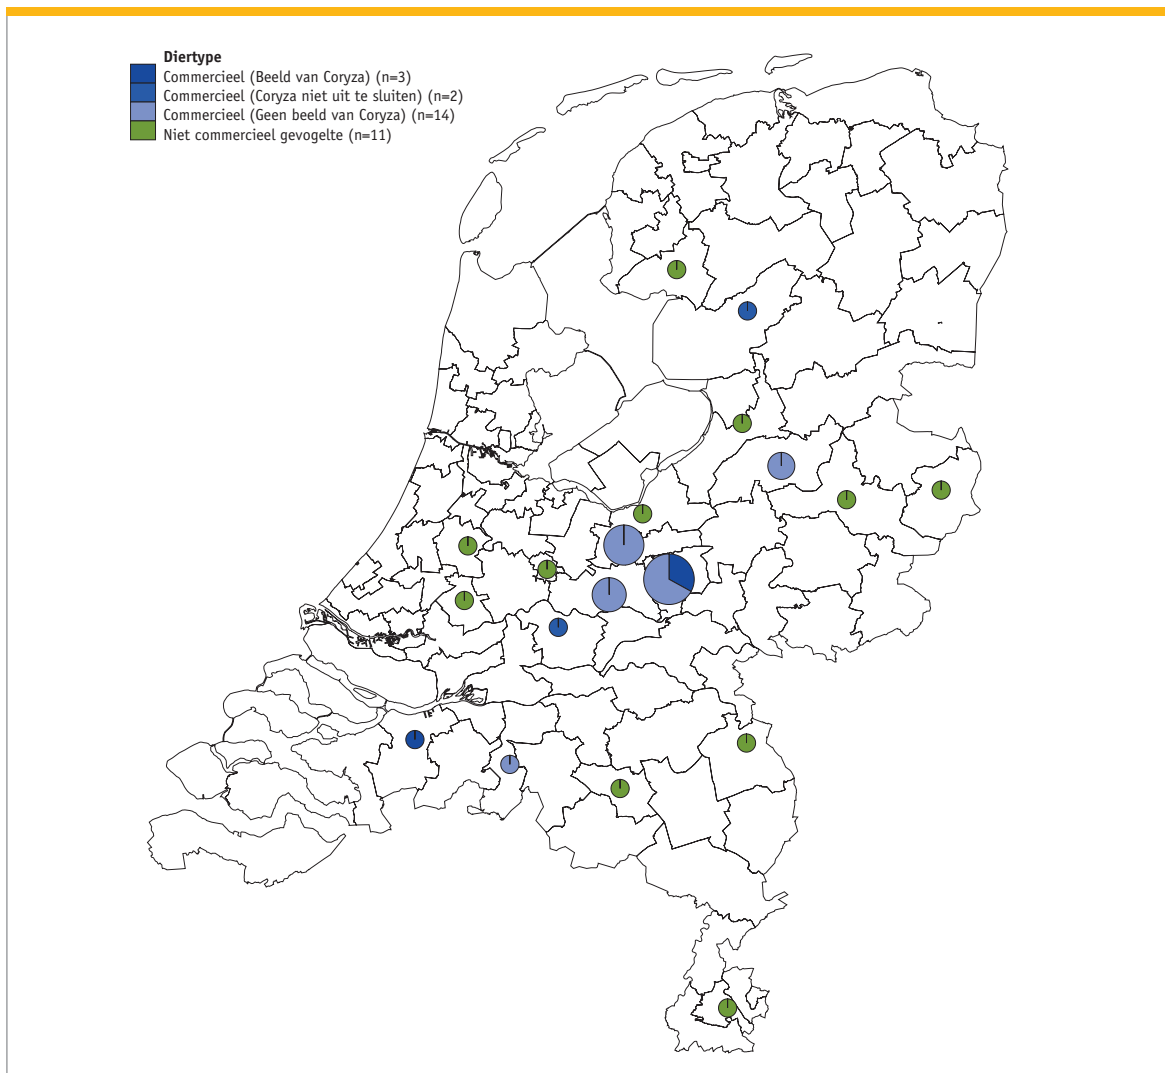 Diertype
Commercieel (Beeld van Coryza) (n=3)
Commercieel (Coryza niet uit te sluiten) (n=2)
Commercieel (Geen beeld van Coryza) (n=14)
Niet commercieel gevogelte (n=11)